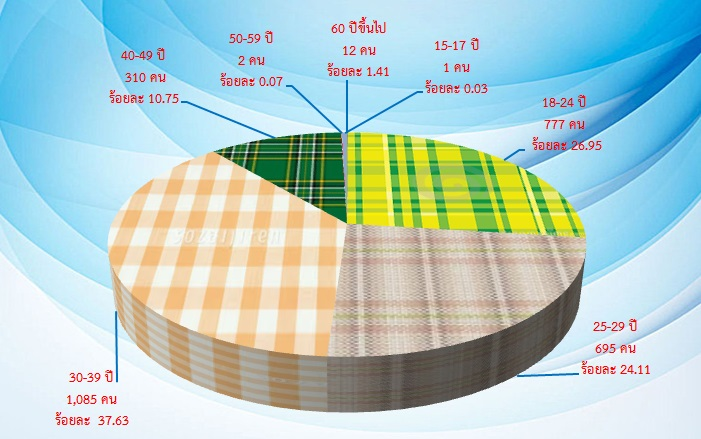 60 ปีขึ้นไป
12 คน
ร้อยละ 1.41
50-59 ปี
2 คน
ร้อยละ 0.07
15-17 ปี
1 คน
ร้อยละ 0.03
40-49 ปี
310 คน
ร้อยละ 10.75
18-24 ปี
777 คน
ร้อยละ 26.95
25-29 ปี
695 คน
ร้อยละ 24.11
30-39 ปี
1,085 คน
ร้อยละ 37.63